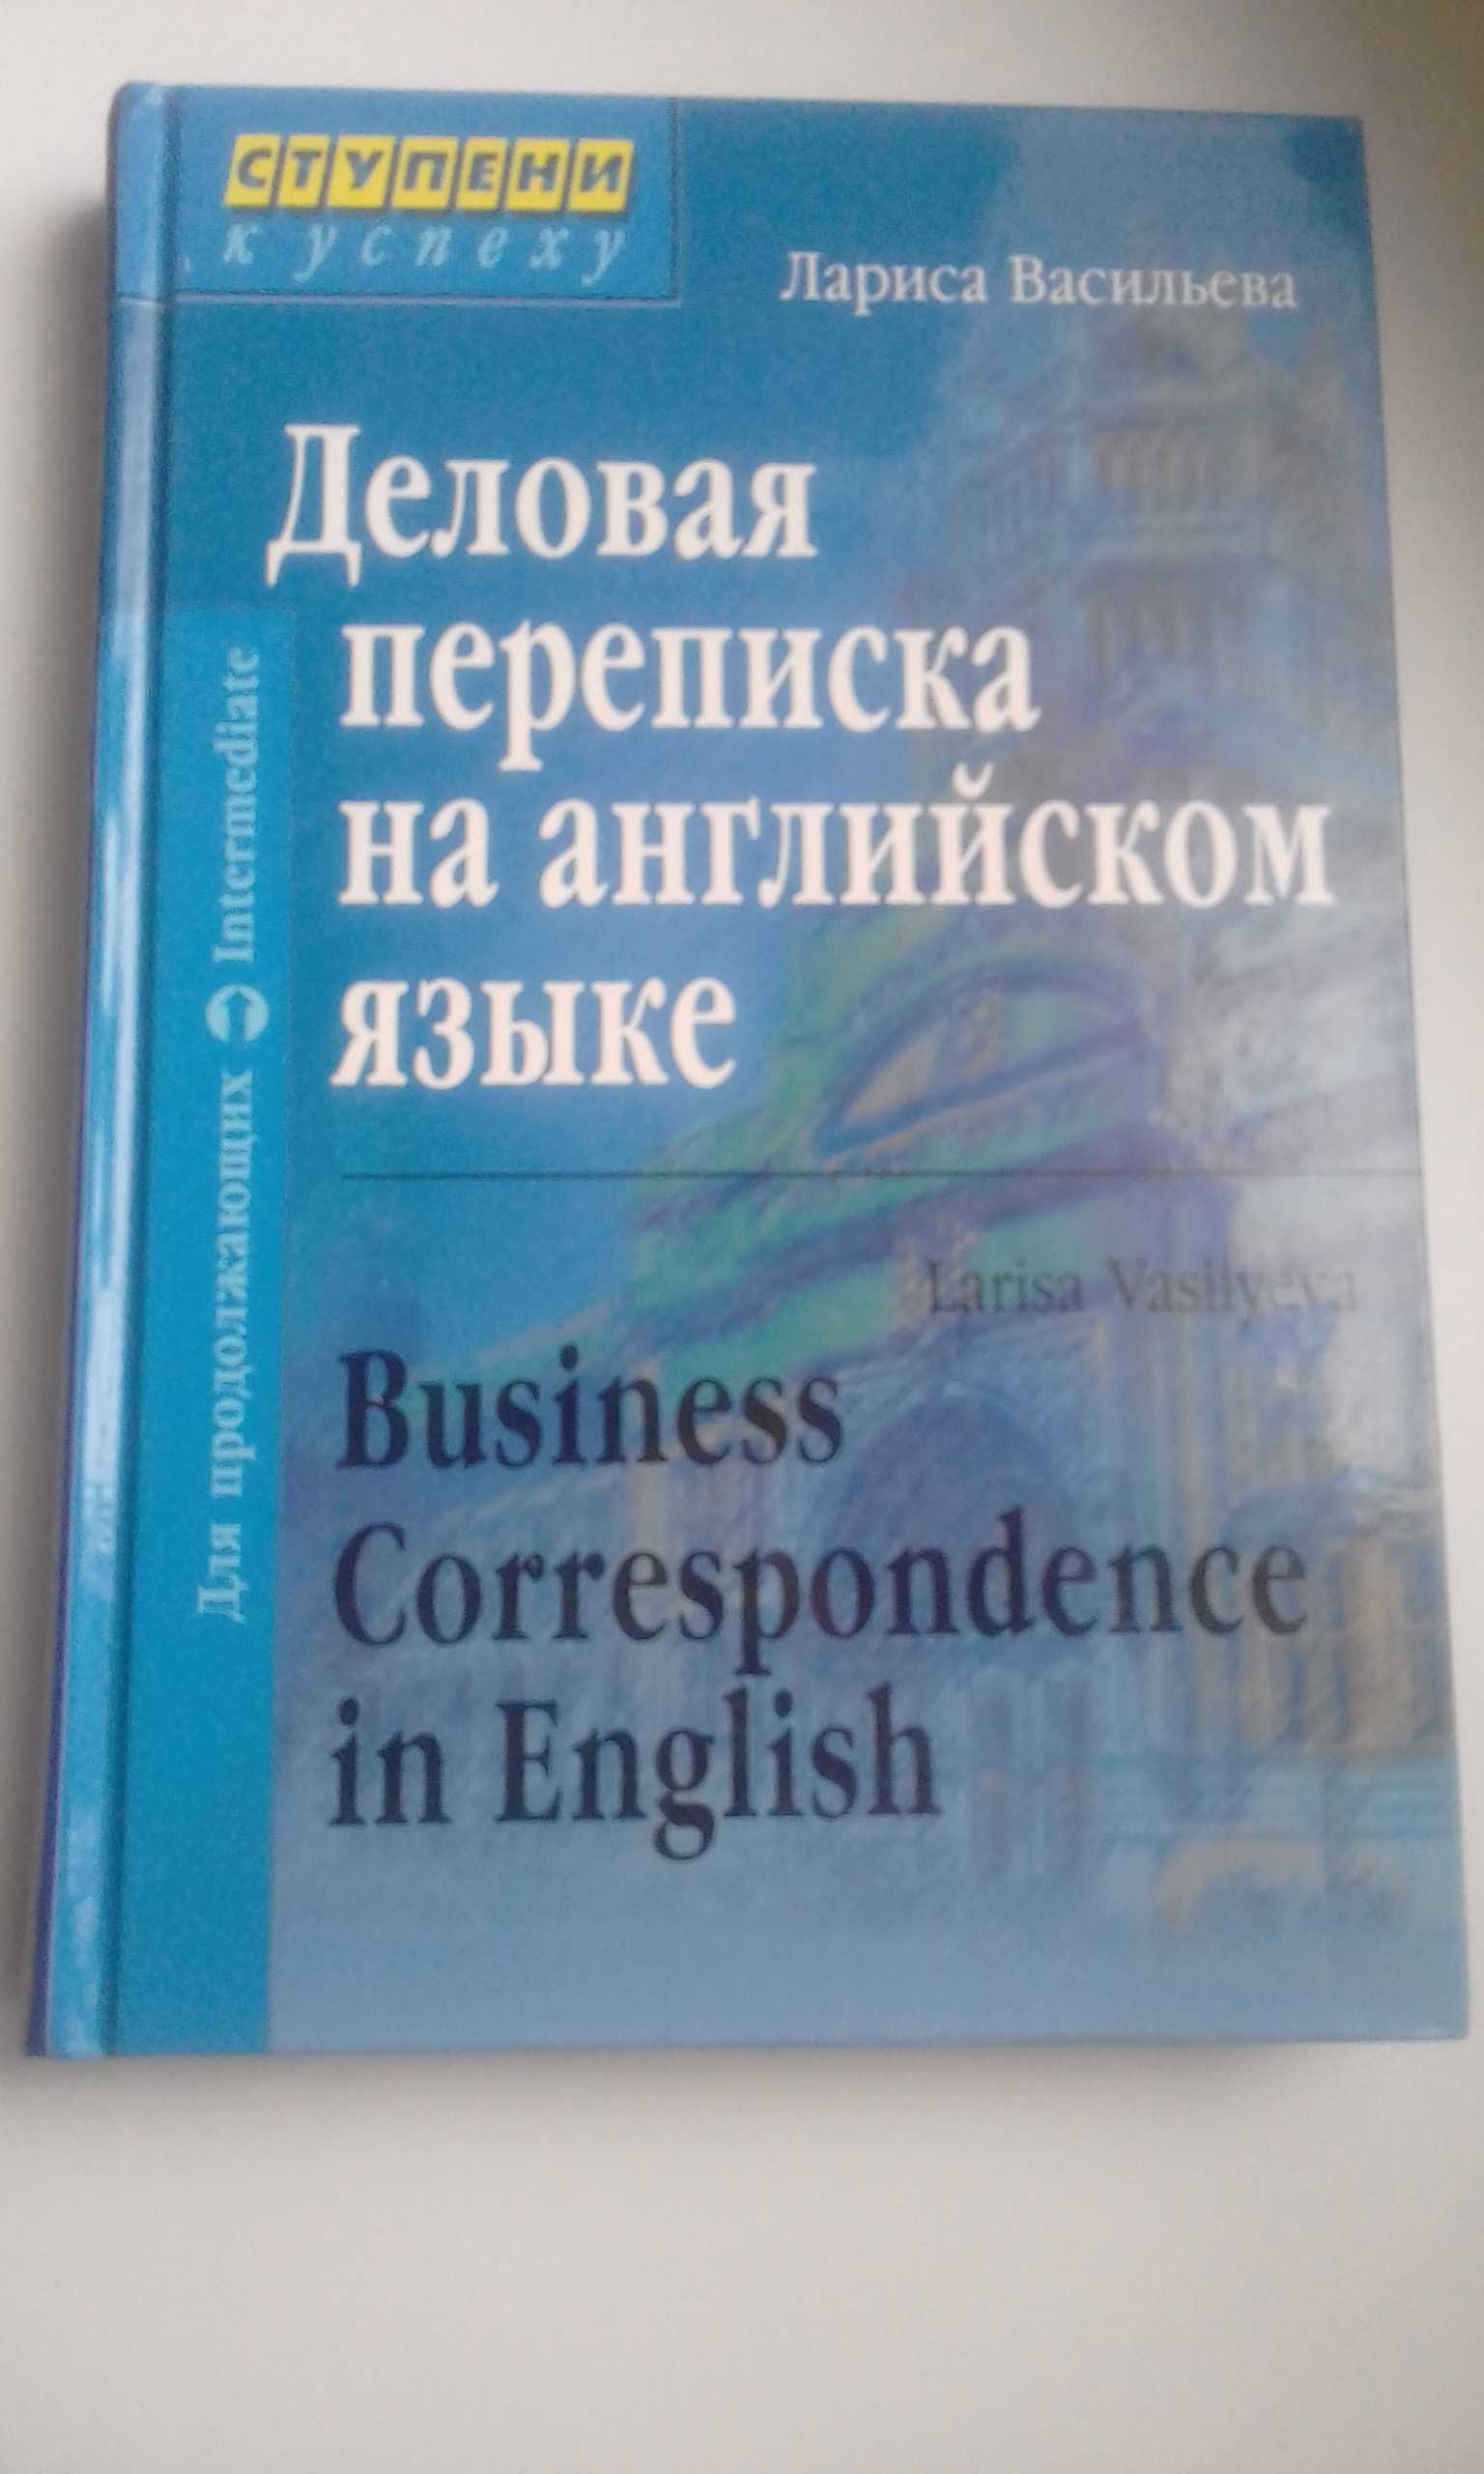 СТУПЕНИ
к успеху
Лариса Васильева
Деловая
переписка
на английском
языке
Для продолжающих Intermediate
Larisa Vasilyeva
Business
Correspondence
in English